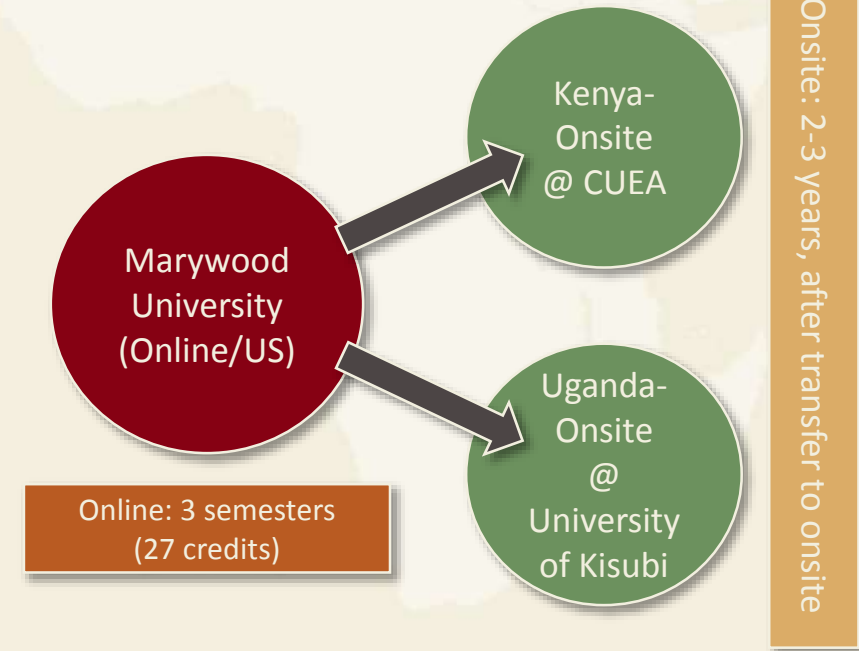 Marywood
University
(Online/US)
Online: 3 semesters
(27 credits)
Kenya-
Onsite
@ CUEA
Uganda-
Onsite
@
University
of Kisubi
Onsite: 2-3 years, after transfer to onsite